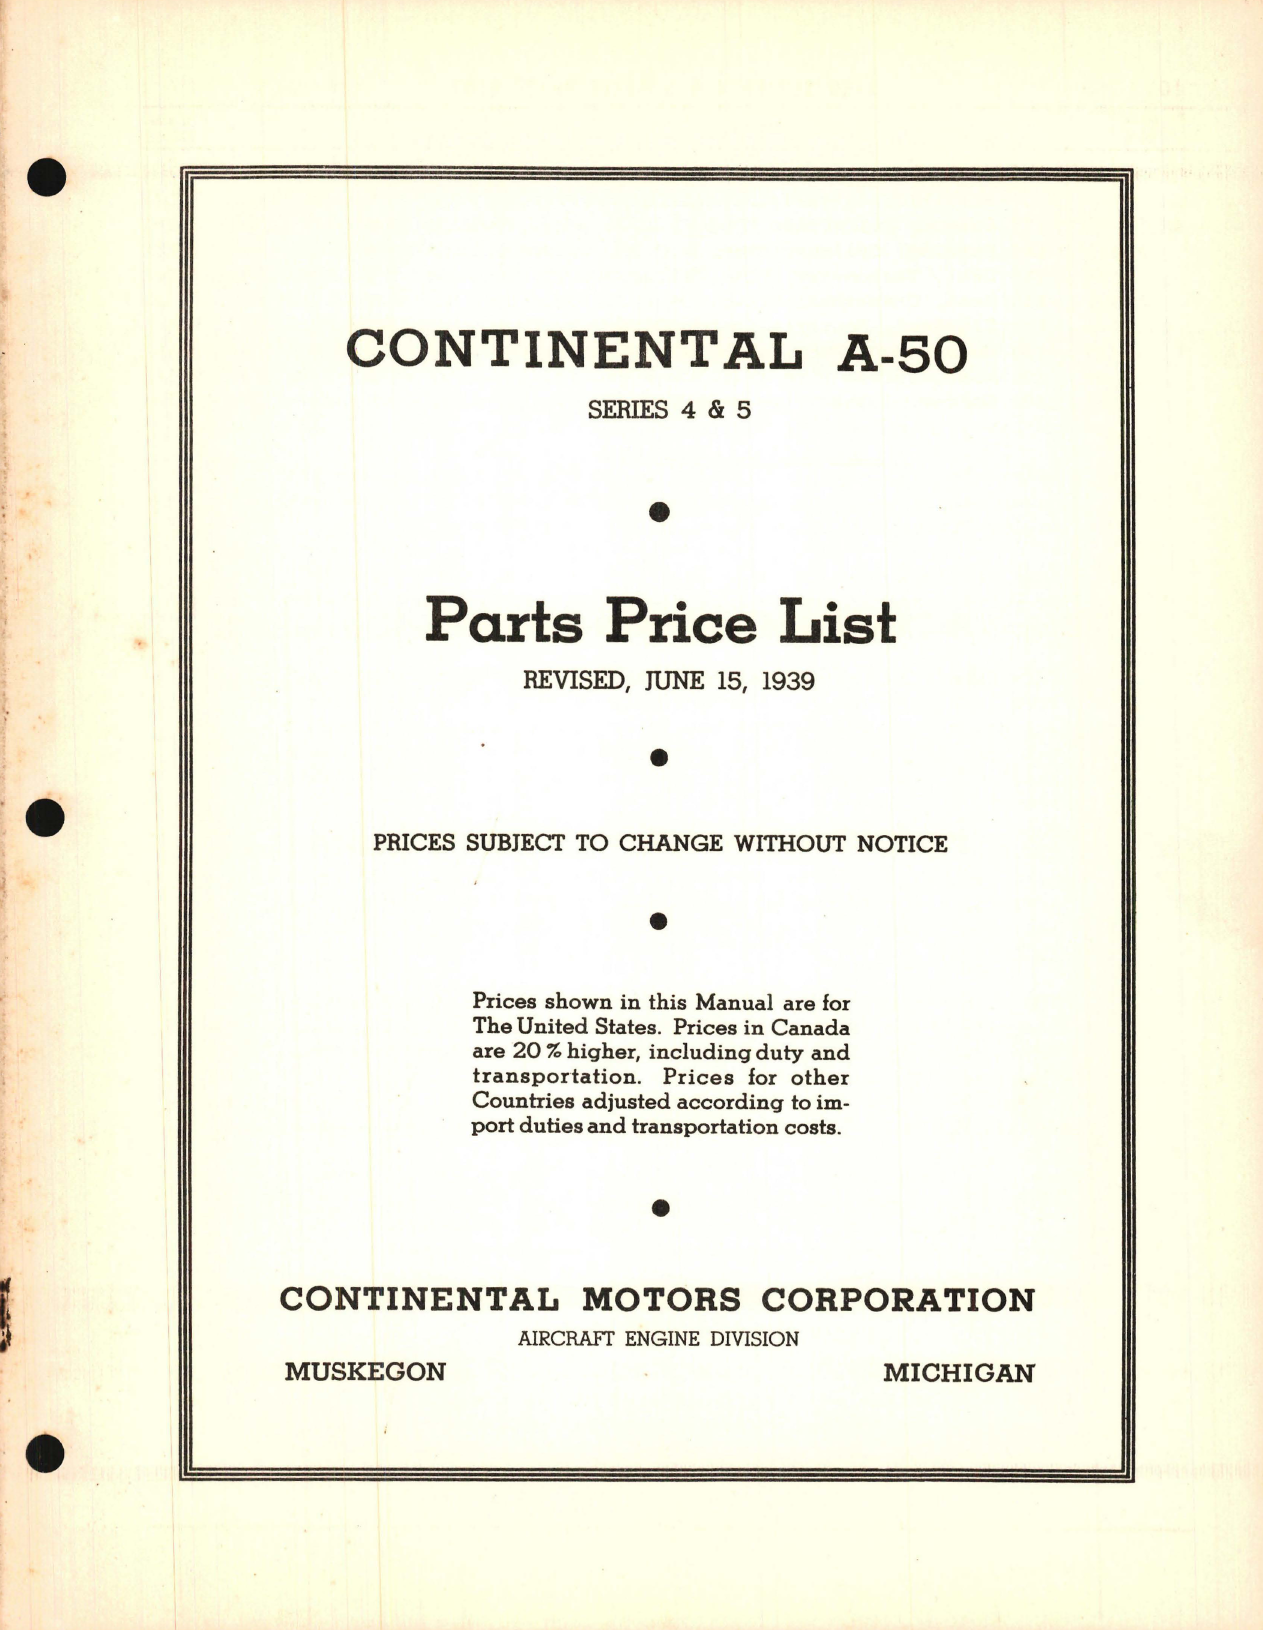 CONTINENTAL A-50
SERIES 4 & 5
Parts Price List
REVISED, JUNE 15, 1939
PRICES SUBJECT TO CHANGE WITHOUT NOTICE
Prices shown in this Manual are for
The United States. Prices in Canada
are 20% higher, including duty and
transportation. Prices for other
Countries adjusted according to im-
port duties and transportation costs.
CONTINENTAL MOTORS CORPORATION
AIRCRAFT ENGINE DIVISION
MUSKEGON MICHIGAN